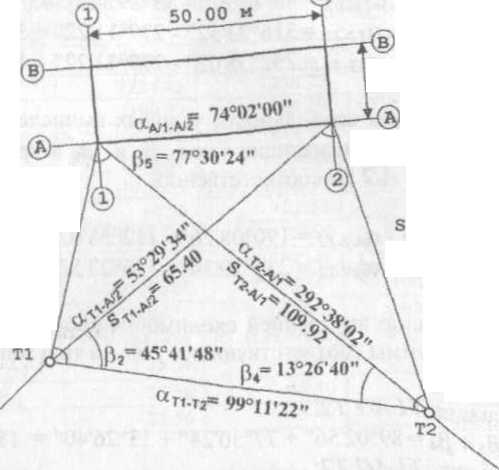 1
50.00 м
B
B
α A/1-A/2 = 74°02'00"
A
A
β5 = 77°30'24"
1
2
S
α T1-A/2 = 53°29'34"
S T1-A/2 = 65.40
α T2-A/1 = 292°38'02"
S T2-A/1 = 109.92
T1
β2 = 45°41'48"
β4 = 13°26'40"
α T1-T2 = 99°11'22"
T2